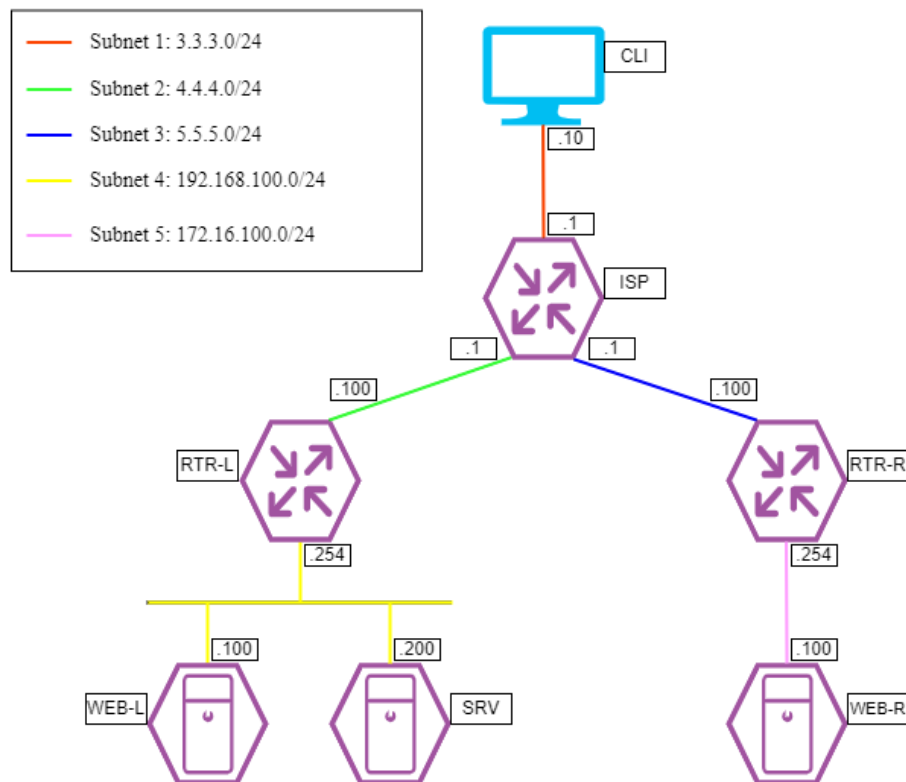 Subnet 1: 3.3.3.0/24
Subnet 2: 4.4.4.0/24
Subnet 3: 5.5.5.0/24
Subnet 4: 192.168.100.0/24
Subnet 5: 172.16.100.0/24
CLI
.10
.1
ISP
.1
.1
.100
.100
RTR-L
RTR-R
.254
.254
.100
.200
.100
WEB-L
SRV
WEB-R